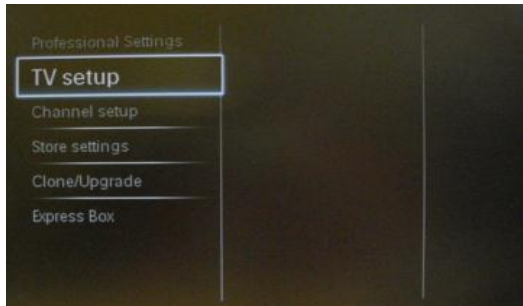 Professional Settings
TV setup
Channel setup
Store settings
Clone/Upgrade
Express Box